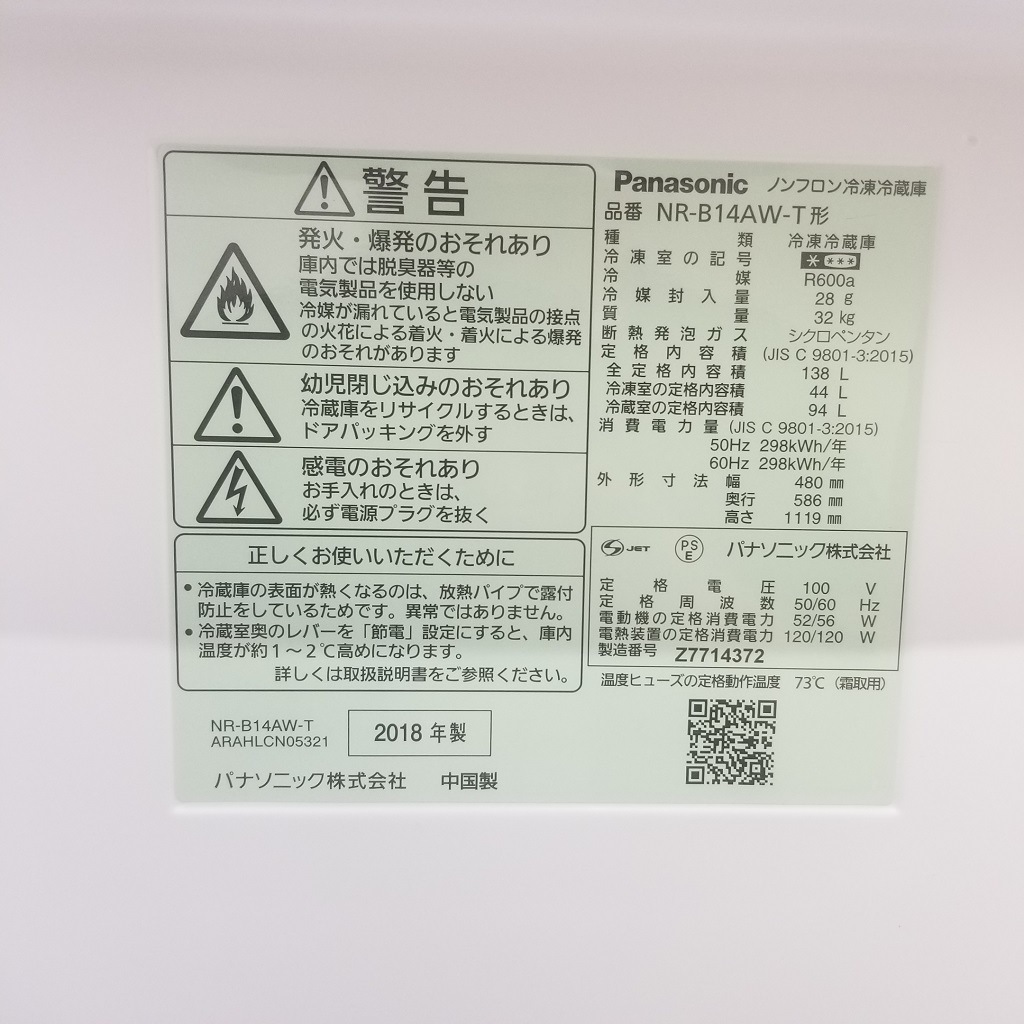 警告
発火・爆発のおそれあり
庫内では脱臭器等の
電気製品を使用しない
冷媒が漏れていると電気製品の接点
の火花による着火・着火による爆発
のおそれがあります
幼児閉じ込みのおそれあり
冷蔵庫をリサイクルするときは、
ドアパッキングを外す
感電のおそれあり
お手入れのときは、
必ず電源プラグを抜く
正しくお使いいただくために
・冷蔵庫の表面が熱くなるのは、放熱パイプで露付
防止をしているためです。異常ではありません。
・冷蔵室奥のレバーを「節電」設定にすると、庫内
温度が約1～2℃高めになります。
詳しくは取扱説明書をご参照ください。
NR-B14AW-T
ARAHLCN05321
2018 年製
パナソニック株式会社 中国製
Panasonic ノンフロン冷凍冷蔵庫
品番 NR-B14AW-T形
種類 冷凍冷蔵庫
冷凍室の記号 * ***
冷媒 R600a
冷媒封入量 28 g
質量 32 kg
断熱発泡ガス シクロペンタン
定格内容積 (JIS C 9801-3:2015)
全定格内容積 138 L
冷凍室の定格内容積 44 L
冷蔵室の定格内容積 94 L
消費電力量 (JIS C 9801-3:2015)
50Hz 298kWh/年
60Hz 298kWh/年
外形寸法 幅 480 mm
奥行 586 mm
高さ 1119 mm
S JET PS E パナソニック株式会社
定格電圧 100 V
定格周波数 50/60 Hz
電動機の定格消費電力 52/56 W
電熱装置の定格消費電力 120/120 W
製造番号 Z7714372
温度ヒューズの定格動作温度 73℃（霜取用）